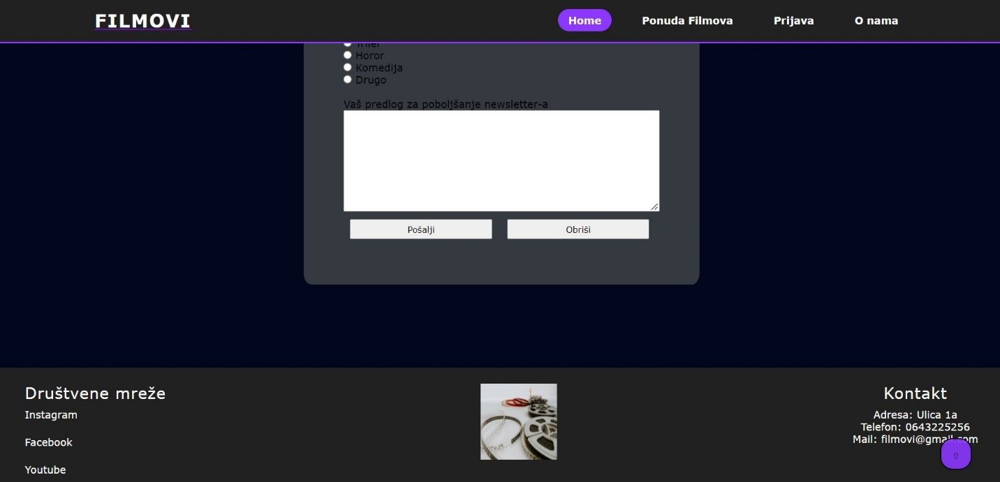 FILMOVI
Home
Ponuda Filmova
Prijava
O nama
Triler
Horor
Komedija
Drugo
Vaš predlog za poboljšanje newsletter-a
Pošalji
Obriši
Društvene mreže
Instagram
Facebook
Youtube
Kontakt
Adresa: Ulica 1a
Telefon: 0643225256
Mail: filmovi@gmail.com
⇧